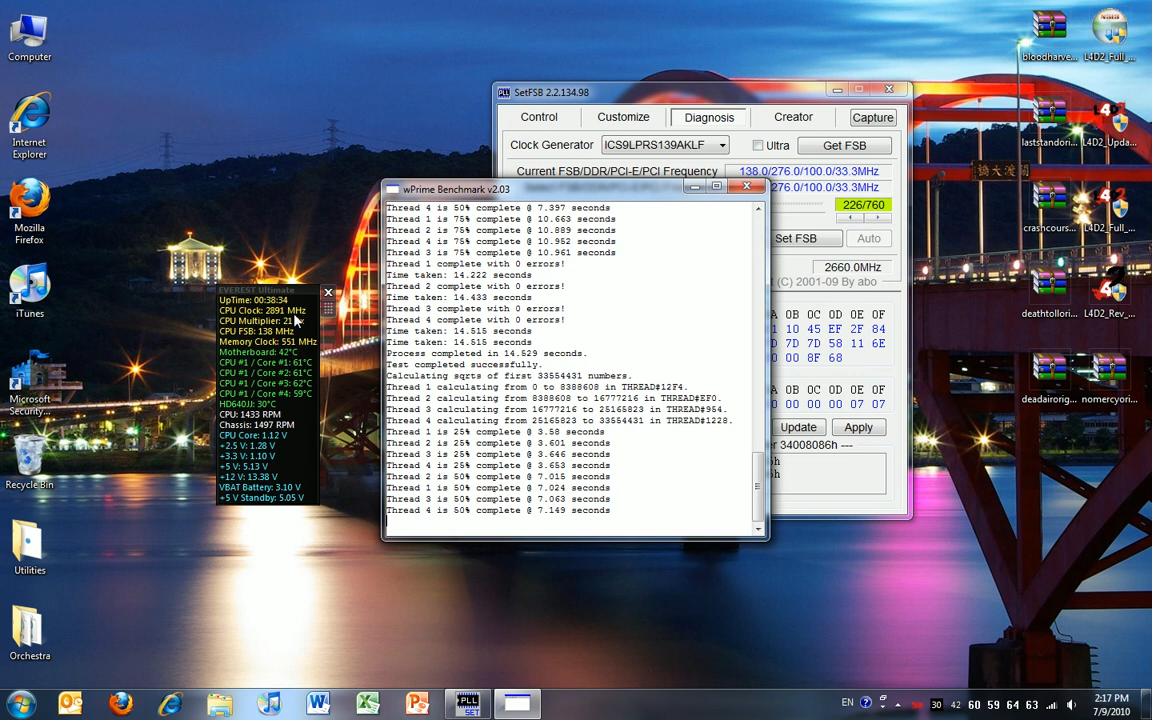 Computer
Internet
Explorer
Mozilla
Firefox
iTunes
Microsoft
Security...
Recycle Bin
Utilities
Orchestra
EVEREST Ultimate
UpTime: 00:38:34
CPU Clock: 2891 MHz
CPU Multiplier: 21
CPU FSB: 138 MHz
Memory Clock: 551 MHz
Motherboard: 42°C
CPU #1 / Core #1: 61°C
CPU #1 / Core #2: 61°C
CPU #1 / Core #3: 62°C
CPU #1 / Core #4: 59°C
HD640JJ: 30°C
CPU: 1433 RPM
Chassis: 1497 RPM
CPU Core: 1.12 V
+2.5 V: 1.28 V
+3.3 V: 1.10 V
+5 V: 5.13 V
+12 V: 13.38 V
VBAT Battery: 3.10 V
+5 V Standby: 5.05 V
SetFSB 2.2.134.98
Control Customize Diagnosis Creator Capture
Clock Generator ICS9LPRS139AKLF Ultra Get FSB
Current FSB/DDR/PCI-E/PCI Frequency 138.0/276.0/100.0/33.3MHz
276.0/100.0/33.3MHz
226/760
Set FSB Auto
2660.0MHz
(C) 2001-09 By abo
A 0B 0C 0D 0E 0F
1 10 45 EF 2F 84
7D 7D 58 11 6E
00 8F 68
A 0B 0C 0D 0E 0F
00 00 00 07 07
Update Apply
er 34008086h ---
wPrime Benchmark v2.03
Thread 4 is 50% complete @ 7.397 seconds
Thread 1 is 75% complete @ 10.663 seconds
Thread 2 is 75% complete @ 10.889 seconds
Thread 4 is 75% complete @ 10.952 seconds
Thread 3 is 75% complete @ 10.961 seconds
Thread 1 complete with 0 errors!
Time taken: 14.222 seconds
Thread 2 complete with 0 errors!
Time taken: 14.433 seconds
Thread 3 complete with 0 errors!
Thread 4 complete with 0 errors!
Time taken: 14.515 seconds
Time taken: 14.515 seconds
Process completed in 14.529 seconds.
Test completed successfully.
Calculating sqrts of first 33554431 numbers.
Thread 1 calculating from 0 to 8388608 in THREAD#12F4.
Thread 2 calculating from 8388608 to 16777216 in THREAD#EF0.
Thread 3 calculating from 16777216 to 25165823 in THREAD#954.
Thread 4 calculating from 25165823 to 33554431 in THREAD#1228.
Thread 1 is 25% complete @ 3.58 seconds
Thread 2 is 25% complete @ 3.601 seconds
Thread 3 is 25% complete @ 3.646 seconds
Thread 4 is 25% complete @ 3.653 seconds
Thread 2 is 50% complete @ 7.015 seconds
Thread 1 is 50% complete @ 7.024 seconds
Thread 3 is 50% complete @ 7.063 seconds
Thread 4 is 50% complete @ 7.149 seconds
bloodharve... L4D2_Full_...
laststandori... L4D2_Upda...
crashcours... L4D2_Full_...
deathtollori... L4D2_Rev_...
deadairorig... nomercyori...
EN 30 42 60 59 64 63
2:17 PM
7/9/2010